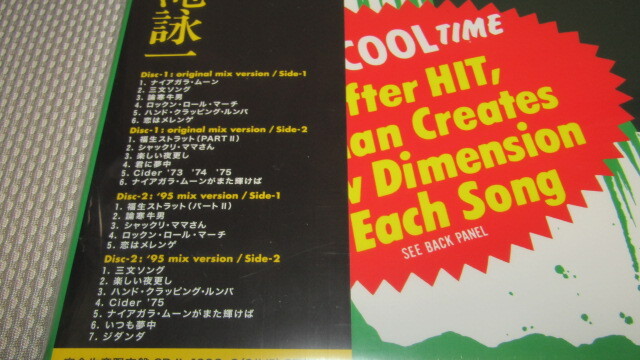 詠一
Disc-1 : original mix version / Side-1
1. ナイアガラ・ムーン
2. 三文ソング
3. 論寒牛男
4. ロックン・ロール・マーチ
5. ハンド・クラッピング・ルンバ
6. 恋はメレンゲ
Disc-1 : original mix version / Side-2
1. 福生ストラット(PART II)
2. シャックリ・ママさん
3. 楽しい夜更し
4. 君に夢中
5. Cider '73 '74 '75
6. ナイアガラ・ムーンがまた輝けば
Disc-2 : '95 mix version / Side-1
1. 福生ストラット(パートII)
2. 論寒牛男
3. シャックリ・ママさん
4. ロックン・ロール・マーチ
5. 恋はメレンゲ
Disc-2 : '95 mix version / Side-2
1. 三文ソング
2. 楽しい夜更し
3. ハンド・クラッピング・ルンバ
4. Cider '75
5. ナイアガラ・ムーンがまた輝けば
6. いつも夢中
7. ジダンダ
COOL TIME
fter HIT,
an Creates
Dimension
Each Song
SEE BACK PANEL